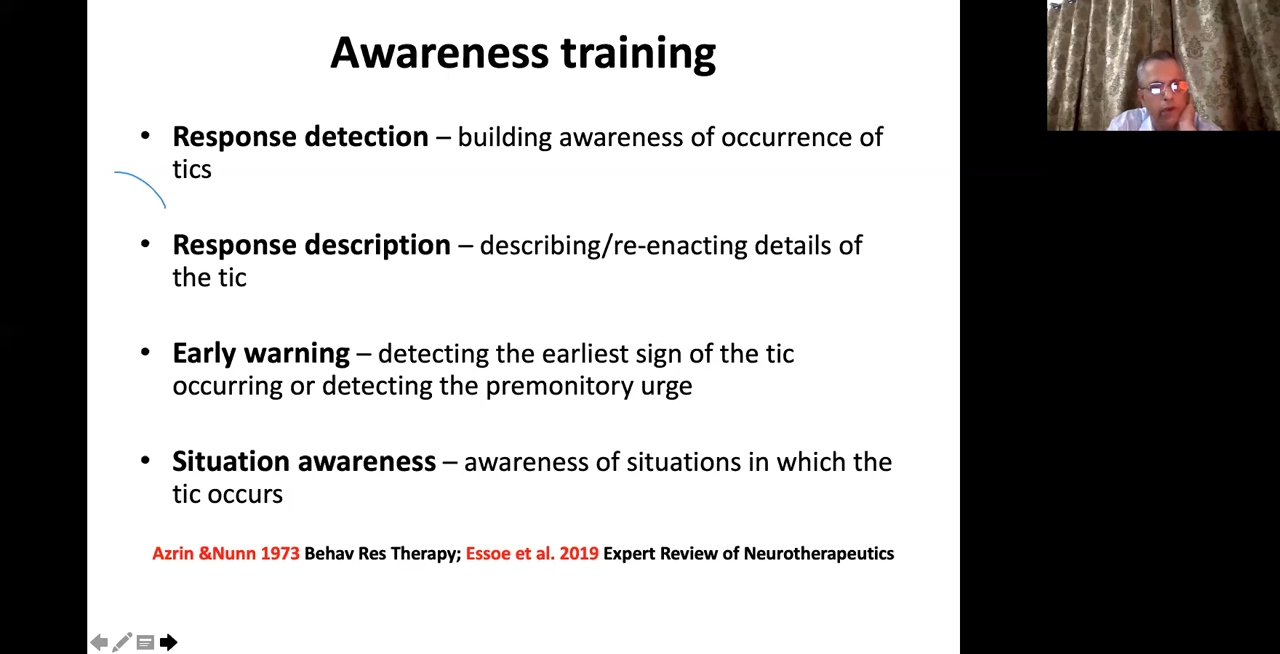 Awareness training
• Response detection – building awareness of occurrence of
tics
• Response description – describing/re-enacting details of
the tic
• Early warning – detecting the earliest sign of the tic
occurring or detecting the premonitory urge
• Situation awareness – awareness of situations in which the
tic occurs
Azrin &Nunn 1973 Behav Res Therapy; Essoe et al. 2019 Expert Review of Neurotherapeutics